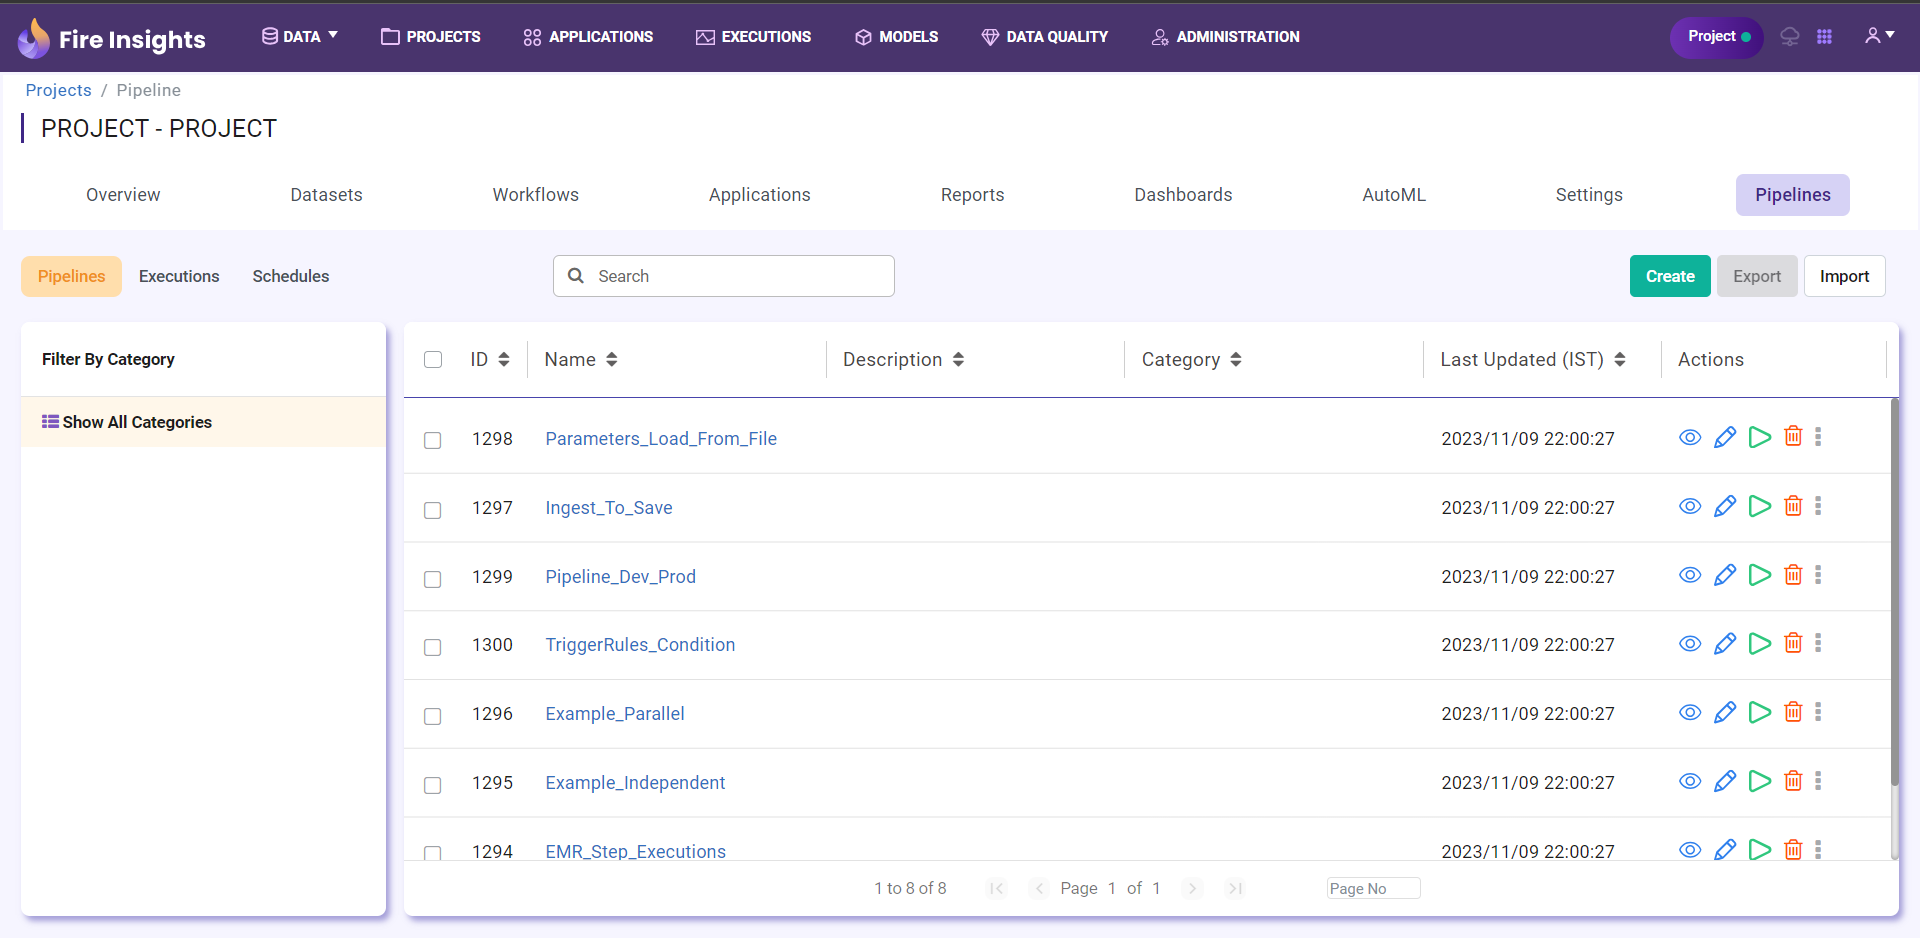 Fire Insights DATA PROJECTS APPLICATIONS EXECUTIONS MODELS DATA QUALITY ADMINISTRATION Project
Projects / Pipeline
PROJECT - PROJECT
Overview Datasets Workflows Applications Reports Dashboards AutoML Settings Pipelines
Pipelines Executions Schedules Search Create Export Import
Filter By Category
Show All Categories
ID Name Description Category Last Updated (IST) Actions
1298 Parameters_Load_From_File 2023/11/09 22:00:27
1297 Ingest_To_Save 2023/11/09 22:00:27
1299 Pipeline_Dev_Prod 2023/11/09 22:00:27
1300 TriggerRules_Condition 2023/11/09 22:00:27
1296 Example_Parallel 2023/11/09 22:00:27
1295 Example_Independent 2023/11/09 22:00:27
1294 EMR_Step_Executions 2023/11/09 22:00:27
1 to 8 of 8 Page 1 of 1 Page No